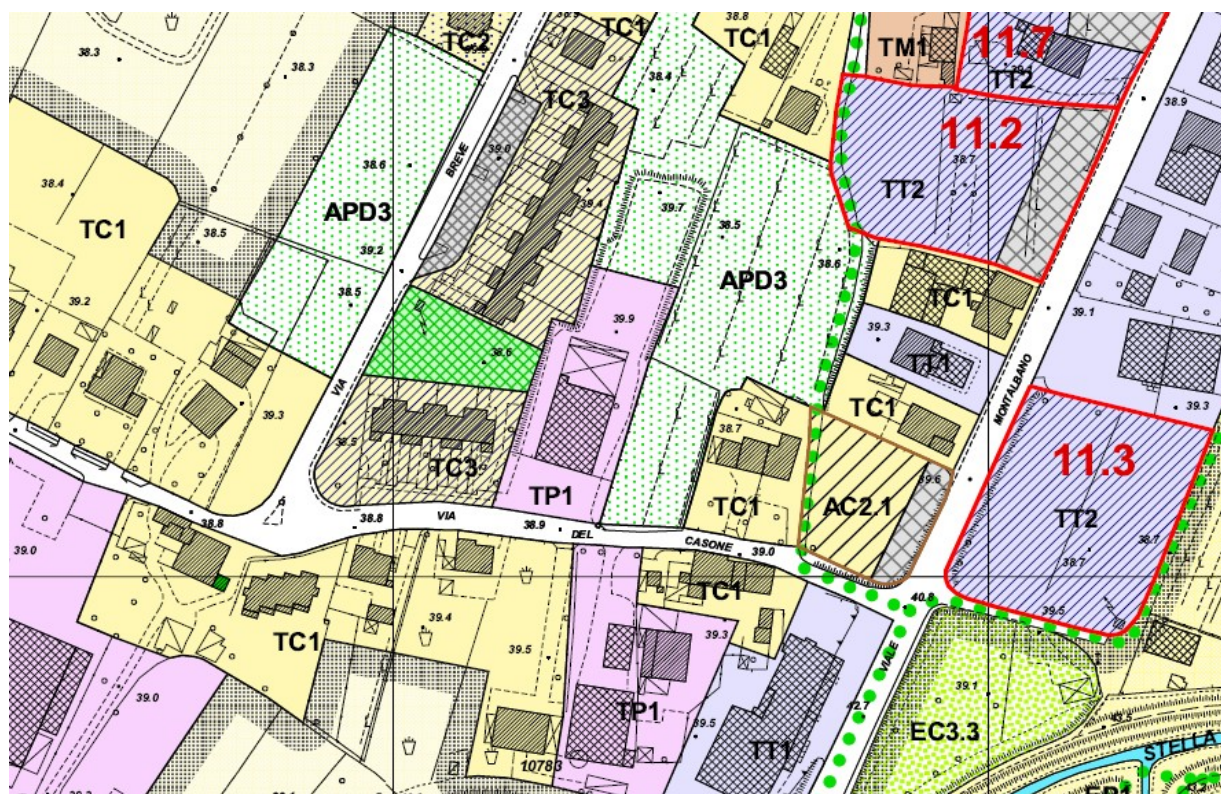 38.3
38.3
TC2
TC1
38.8
TC1
TM1
11.7
TT2
38.4
TC3
39.0
38.9
11.2
38.7
TT2
38.6
BREVE
38.4
APD3
39.4
39.7
38.5
TC1
38.5
39.2
38.6
APD3
38.5
TC1
39.2
39.9
39.3
39.1
TT1
38.6
VIA
MONTALBANO
39.3
TC1
39.3
38.5
38.7
11.3
TC3
39.6
TP1
TC1
AC2.1
TT2
38.8
38.8
VIA
38.9
DEL
CASONE
39.0
38.7
38.7
39.0
TC1
40.8
39.5
39.4
39.3
TC1
39.5
VIALE
39.1
39.0
TP1
39.5
42.7
EC3.3
TT1
STELLA
10783